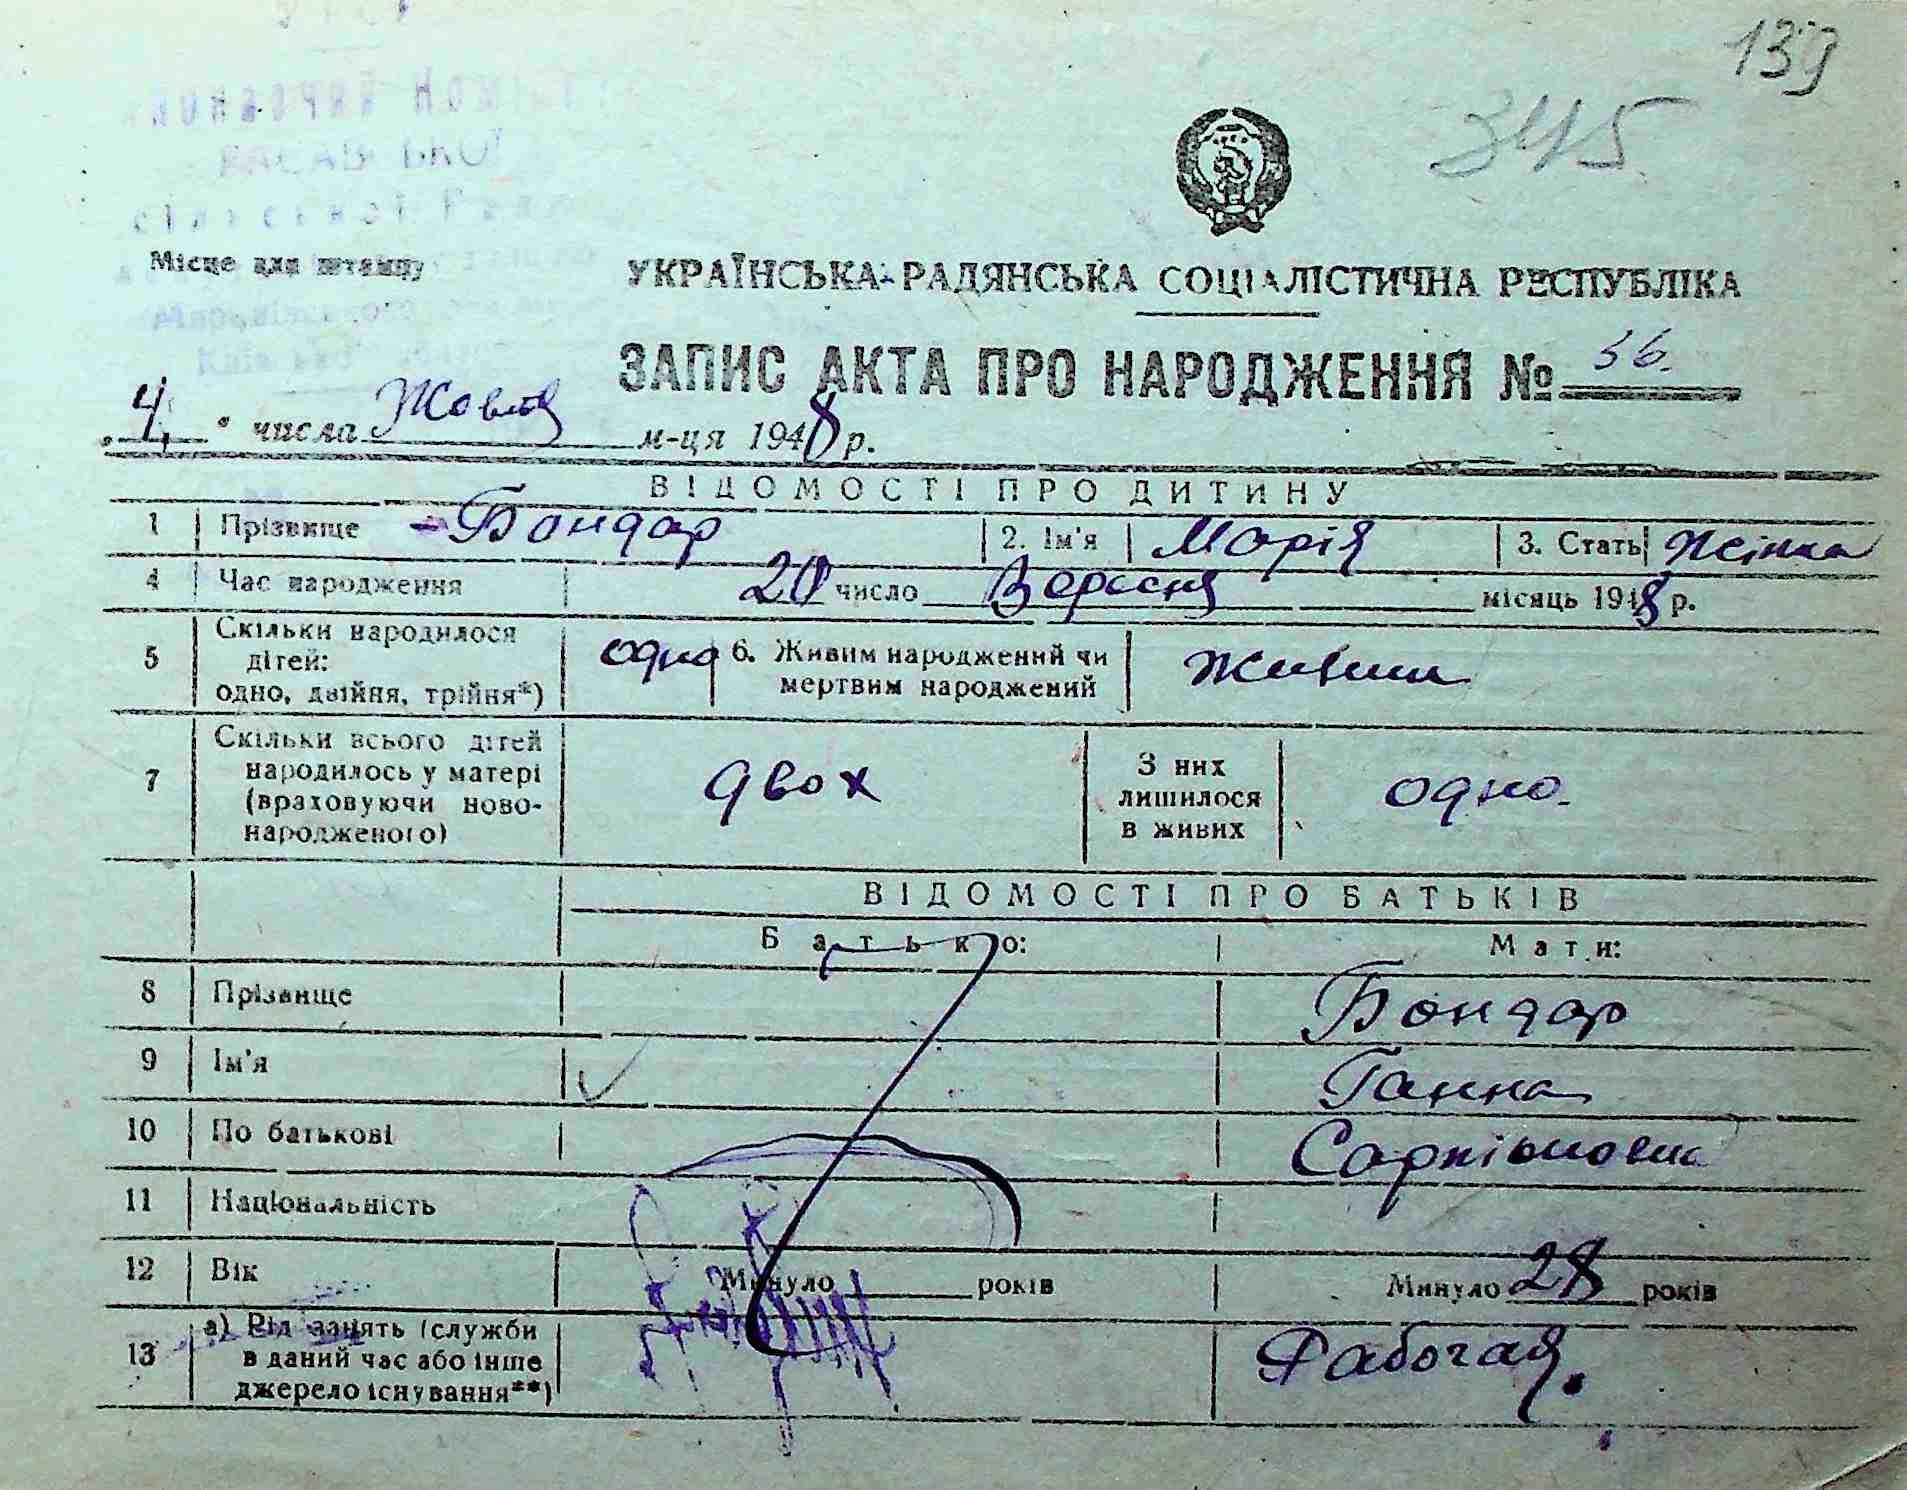 139
345
Місце для штампу
УКРАЇНСЬКА РАДЯНСЬКА СОЦІАЛІСТИЧНА РЕСПУБЛІКА
ЗАПИС АКТА ПРО НАРОДЖЕННЯ № 56.
"4" числа Жовтня м-ця 1948 р.
ВІДОМОСТІ ПРО ДИТИНУ
1 Прізвище Бондар 2. Ім'я Марія 3. Стать Жінка
4 Час народження 20 число Вересня місяць 1948 р.
5 Скільки народилося дітей: одно, двійня, трійня*) одно 6. Живим народжений чи мертвим народжений живим
7 Скільки всього дітей народилось у матері (враховуючи новонародженого) двох З них лишилося в живих одно.
ВІДОМОСТІ ПРО БАТЬКІВ
Батько: Мати:
8 Прізвище Бондар
9 Ім'я Ганна
10 По батькові
11 Національність
12 Вік Минуло років Минуло 28 років
13 а) Рід занять (служби в даний час або інше джерело існування**) Рабочая.